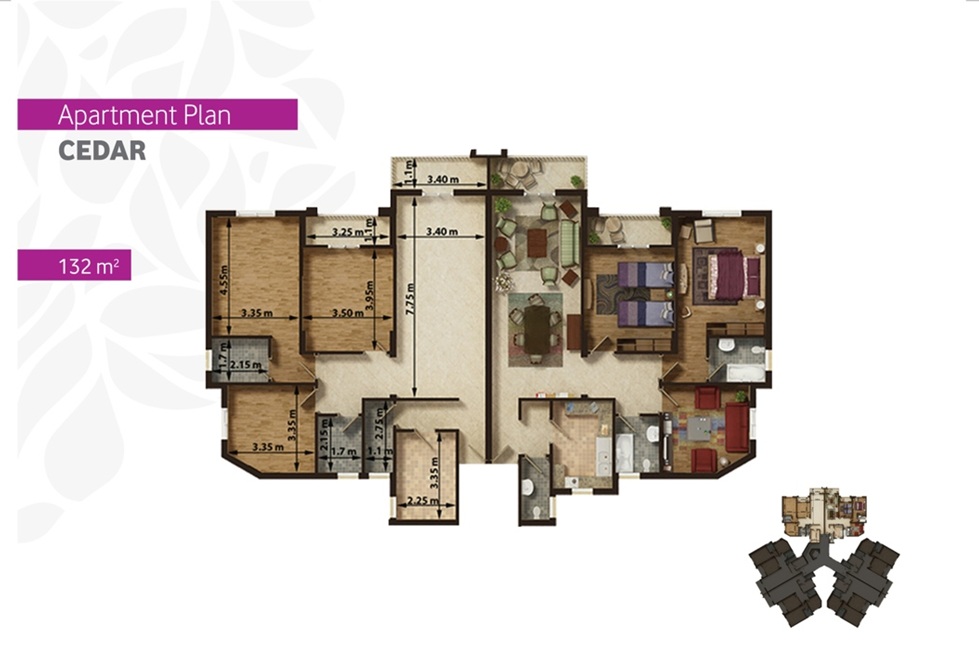 Apartment Plan
CEDAR
132 m²
1.1m
3.40 m
3.25 m
1.1m
3.40 m
4.55m
3.35 m
3.95m
3.50 m
7.75 m
1.7m
2.15 m
3.35 m
3.35 m
2.15m
1.7 m
2.75 m
1.1m
3.35 m
2.25 m